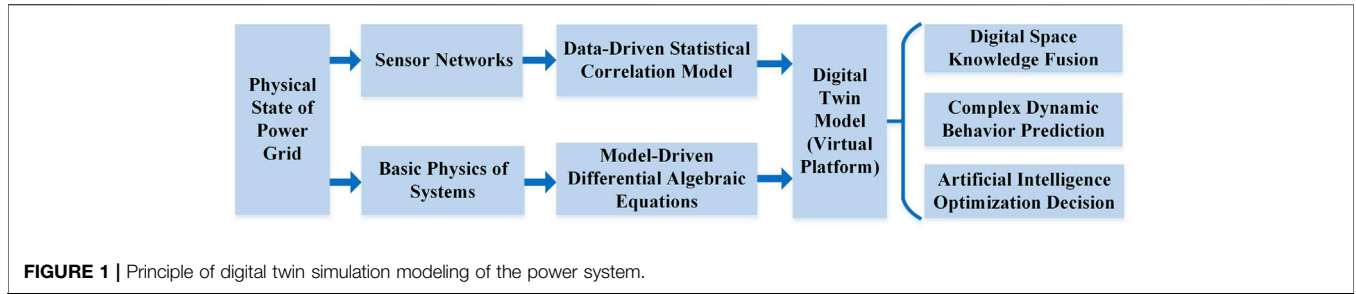 Physical
State of
Power
Grid
Sensor Networks
Data-Driven Statistical
Correlation Model
Basic Physics of
Systems
Model-Driven
Differential Algebraic
Equations
Digital
Twin
Model
(Virtual
Platform)
Digital Space
Knowledge Fusion
Complex Dynamic
Behavior Prediction
Artificial Intelligence
Optimization Decision
FIGURE 1 | Principle of digital twin simulation modeling of the power system.